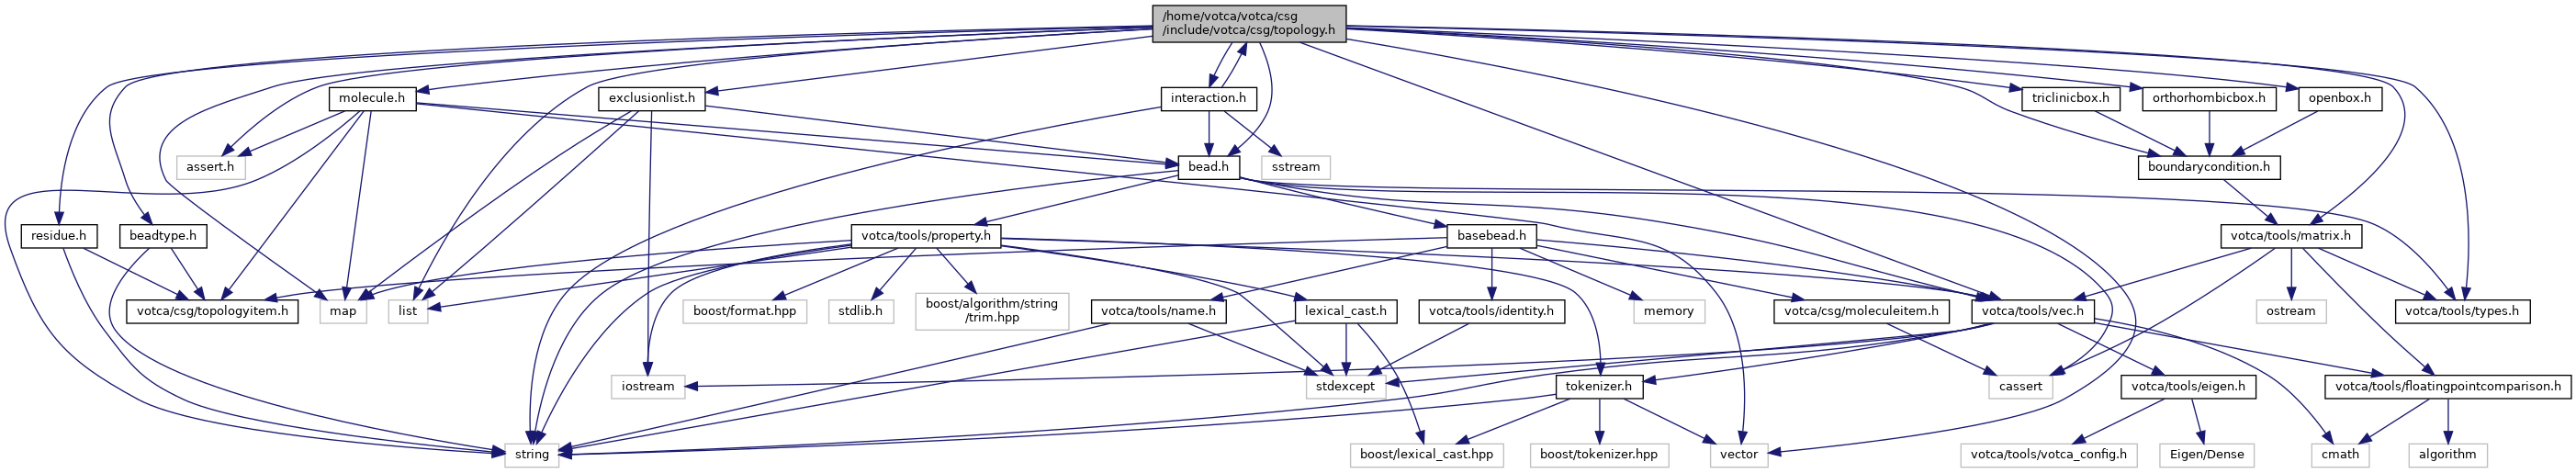 /home/votca/votca/csg
/include/votca/csg/topology.h
molecule.h
exclusionlist.h
interaction.h
triclinicbox.h
orthorhombicbox.h
openbox.h
assert.h
bead.h
sstream
boundarycondition.h
residue.h
beadtype.h
votca/tools/property.h
basebead.h
votca/tools/matrix.h
votca/csg/topologyitem.h
map
list
boost/format.hpp
stdlib.h
boost/algorithm/string
/trim.hpp
votca/tools/name.h
lexical_cast.h
votca/tools/identity.h
memory
votca/csg/moleculeitem.h
votca/tools/vec.h
ostream
votca/tools/types.h
iostream
stdexcept
tokenizer.h
cassert
votca/tools/eigen.h
votca/tools/floatingpointcomparison.h
string
boost/lexical_cast.hpp
boost/tokenizer.hpp
vector
votca/tools/votca_config.h
Eigen/Dense
cmath
algorithm